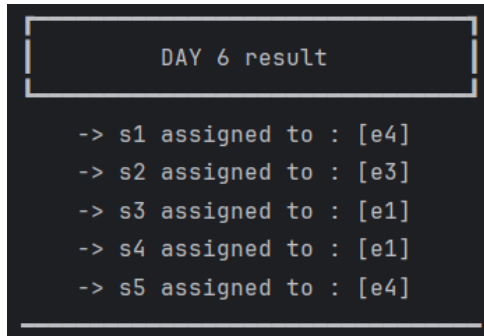 DAY 6 result
-> s1 assigned to : [e4]
-> s2 assigned to : [e3]
-> s3 assigned to : [e1]
-> s4 assigned to : [e1]
-> s5 assigned to : [e4]